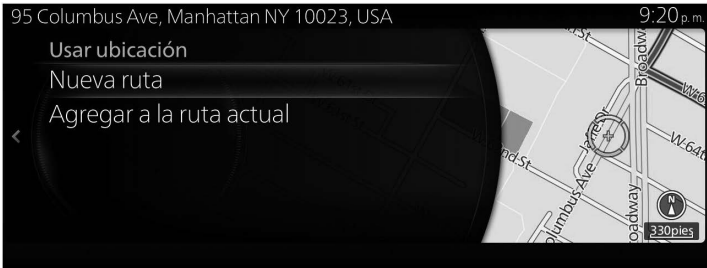 95 Columbus Ave, Manhattan NY 10023, USA
9:20 p. m.
Usar ubicación
Nueva ruta
Agregar a la ruta actual
Broadway
Columbus Ave
W 64t
N
330pies